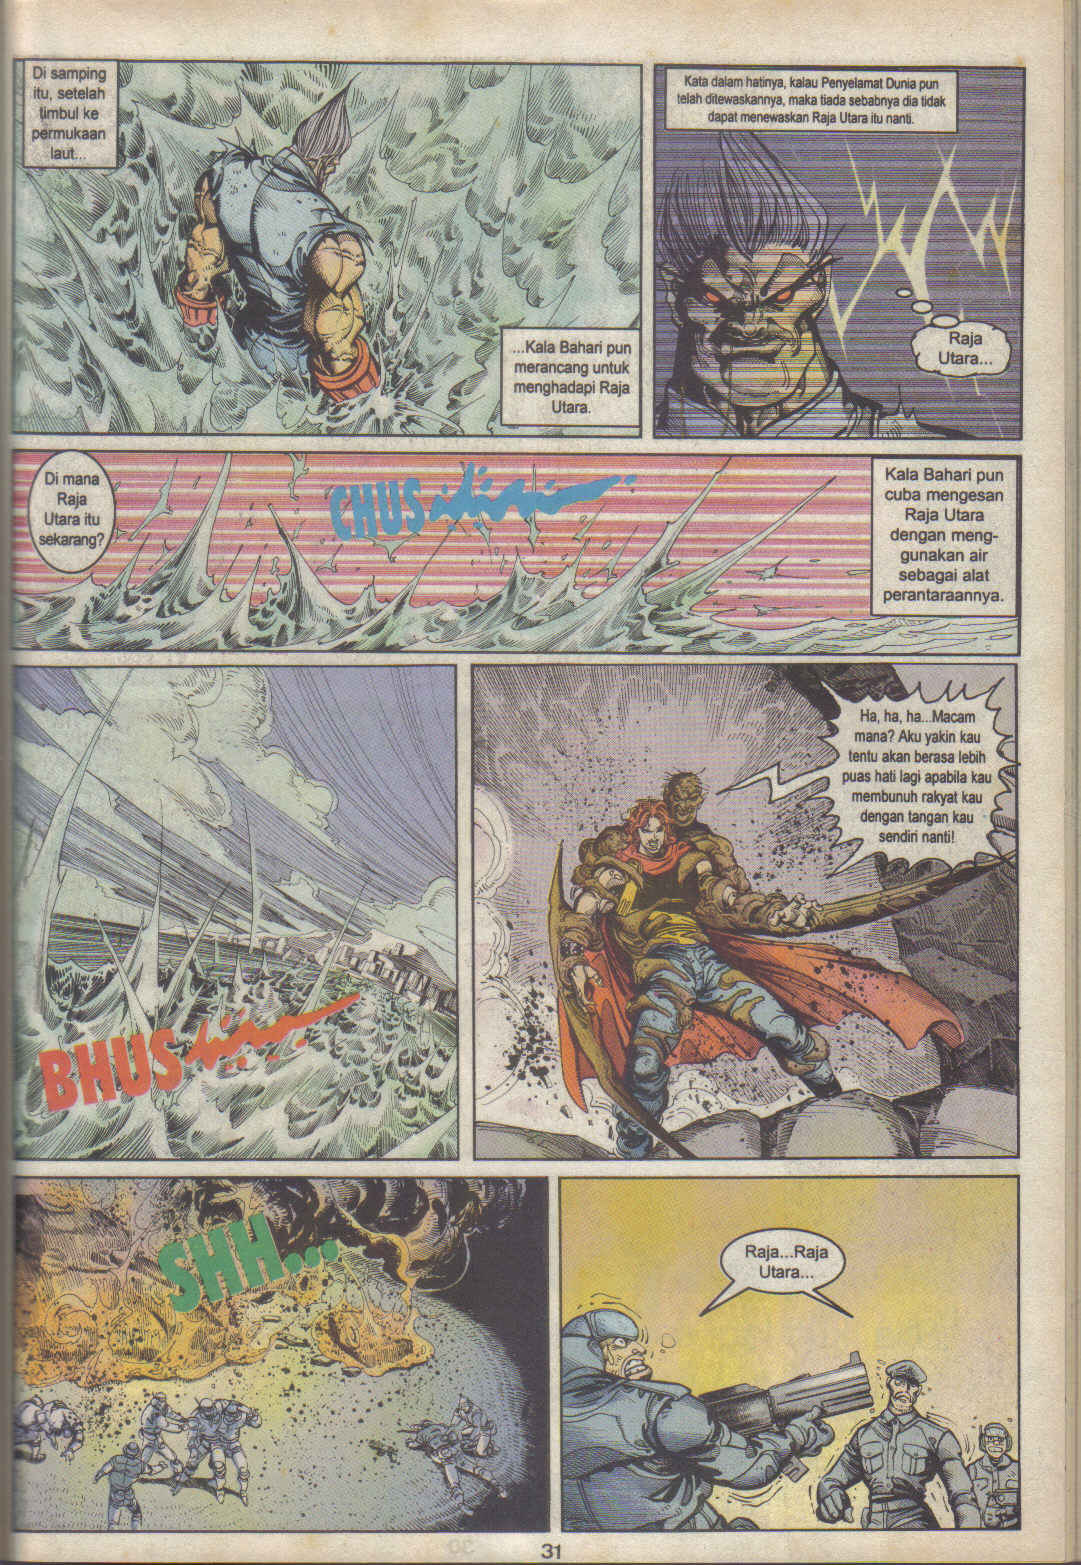 Di samping
itu, setelah
timbul ke
permukaan
laut...
...Kala Bahari pun
merancang untuk
menghadapi Raja
Utara.
Kata dalam hatinya, kalau Penyelamat Dunia pun
telah ditewaskannya, maka tiada sebabnya dia tidak
dapat menewaskan Raja Utara itu nanti.
Raja
Utara...
Di mana
Raja
Utara itu
sekarang?
CHUS
Kala Bahari pun
cuba mengesan
Raja Utara
dengan meng-
gunakan air
sebagai alat
perantaraannya.
BHUS
Ha, ha, ha...Macam
mana? Aku yakin kau
tentu akan berasa lebih
puas hati lagi apabila kau
membunuh rakyat kau
dengan tangan kau
sendiri nanti!
SHH...
Raja...Raja
Utara...
31